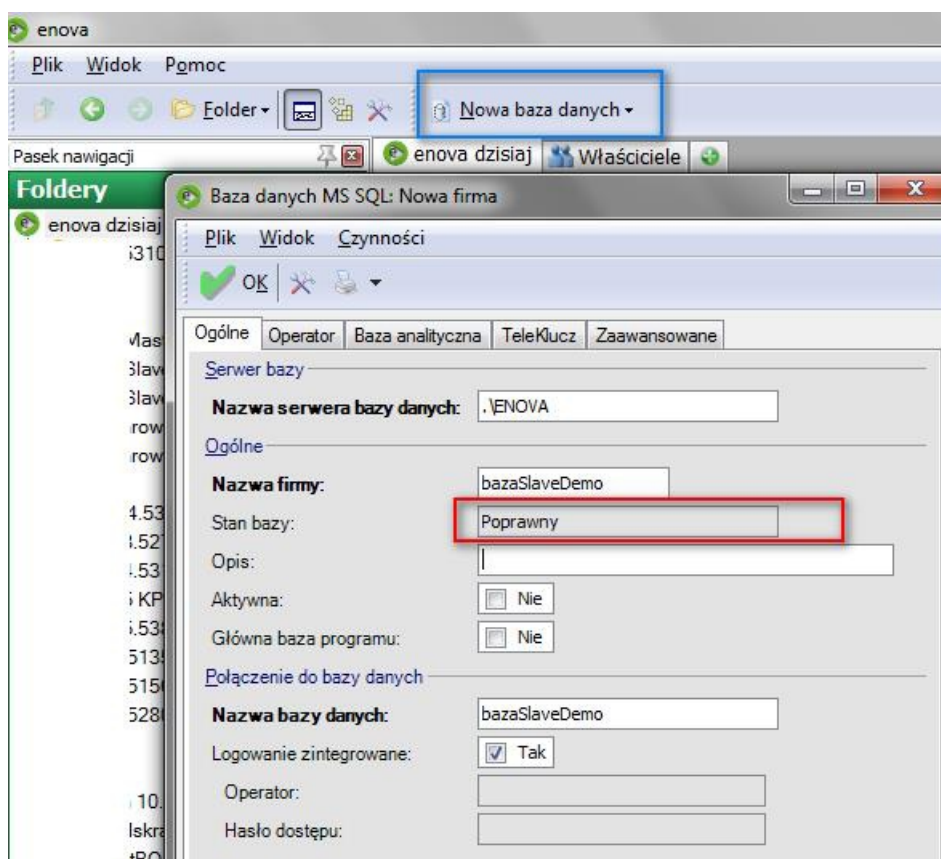 enova
Plik Widok Pomoc
Folder Nowa baza danych
Pasek nawigacji enova dzisiaj Właściciele
Foldery
enova dzisiaj
Baza danych MS SQL: Nowa firma
Plik Widok Czynności
OK
Ogólne Operator Baza analityczna TeleKlucz Zaawansowane
Serwer bazy
Nazwa serwera bazy danych: .\ENOVA
Ogólne
Nazwa firmy: bazaSlaveDemo
Stan bazy: Poprawny
Opis:
Aktywna: Nie
Główna baza programu: Nie
Połączenie do bazy danych
Nazwa bazy danych: bazaSlaveDemo
Logowanie zintegrowane: Tak
Operator:
Hasło dostępu: